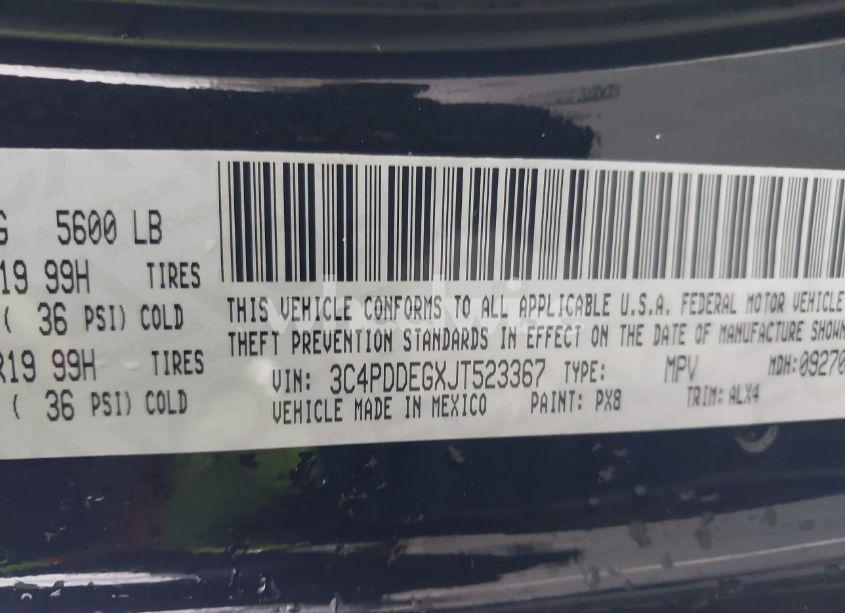 G 5600 LB
R19 99H TIRES
( 36 PSI) COLD
R19 99H TIRES
( 36 PSI) COLD
THIS VEHICLE CONFORMS TO ALL APPLICABLE U.S.A. FEDERAL MOTOR VEHICLE
THEFT PREVENTION STANDARDS IN EFFECT ON THE DATE OF MANUFACTURE SHOWN
VIN: 3C4PDDEGXJT523367 TYPE: MPV MDH:09270
VEHICLE MADE IN MEXICO PAINT: PX8 TRIM: ALX4